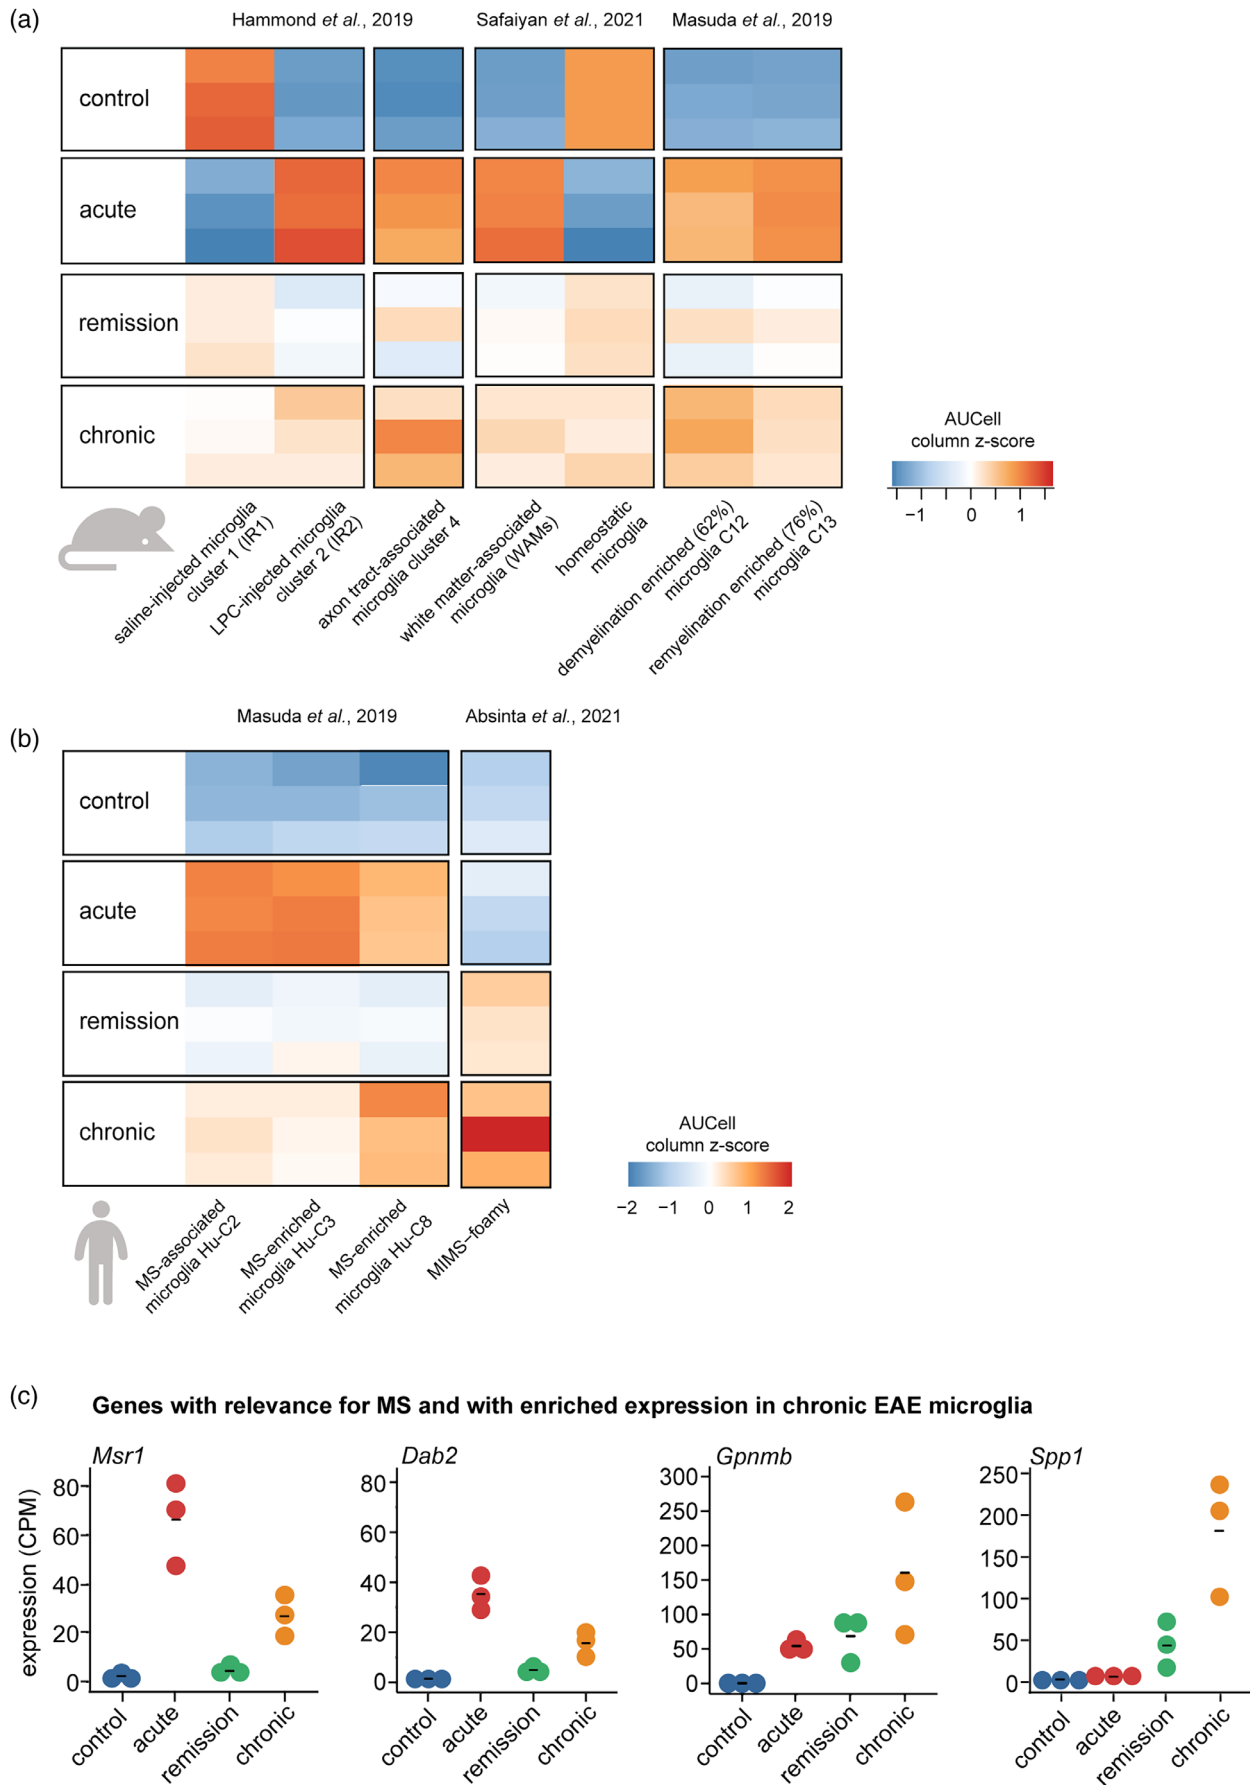 (a)
Hammond et al., 2019
Safaiyan et al., 2021
Masuda et al., 2019
control
acute
remission
chronic
AUCell
column z-score
−1
0
1
saline-injected microglia
cluster 1 (IR1)
LPC-injected microglia
cluster 2 (IR2)
axon tract-associated
microglia cluster 4
white matter-associated
microglia (WAMs)
homeostatic
microglia
demyelination enriched (62%)
microglia C12
remyelination enriched (76%)
microglia C13
(b)
Masuda et al., 2019
Absinta et al., 2021
control
acute
remission
chronic
AUCell
column z-score
−2
−1
0
1
2
MS-associated
microglia Hu-C2
MS-enriched
microglia Hu-C3
MS-enriched
microglia Hu-C8
MIMS−foamy
(c)
Genes with relevance for MS and with enriched expression in chronic EAE microglia
Msr1
expression (CPM)
80
60
40
20
0
control
acute
remission
chronic
Dab2
80
60
40
20
0
control
acute
remission
chronic
Gpnmb
300
250
200
150
100
50
0
control
acute
remission
chronic
Spp1
250
200
150
100
50
0
control
acute
remission
chronic